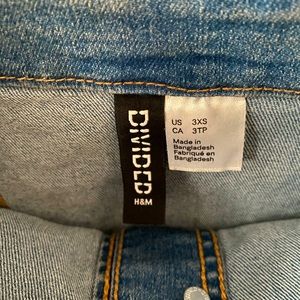 DIVIDED
H&M
US 3XS
CA 3TP
Made in
Bangladesh
Fabriqué en
Bangladesh